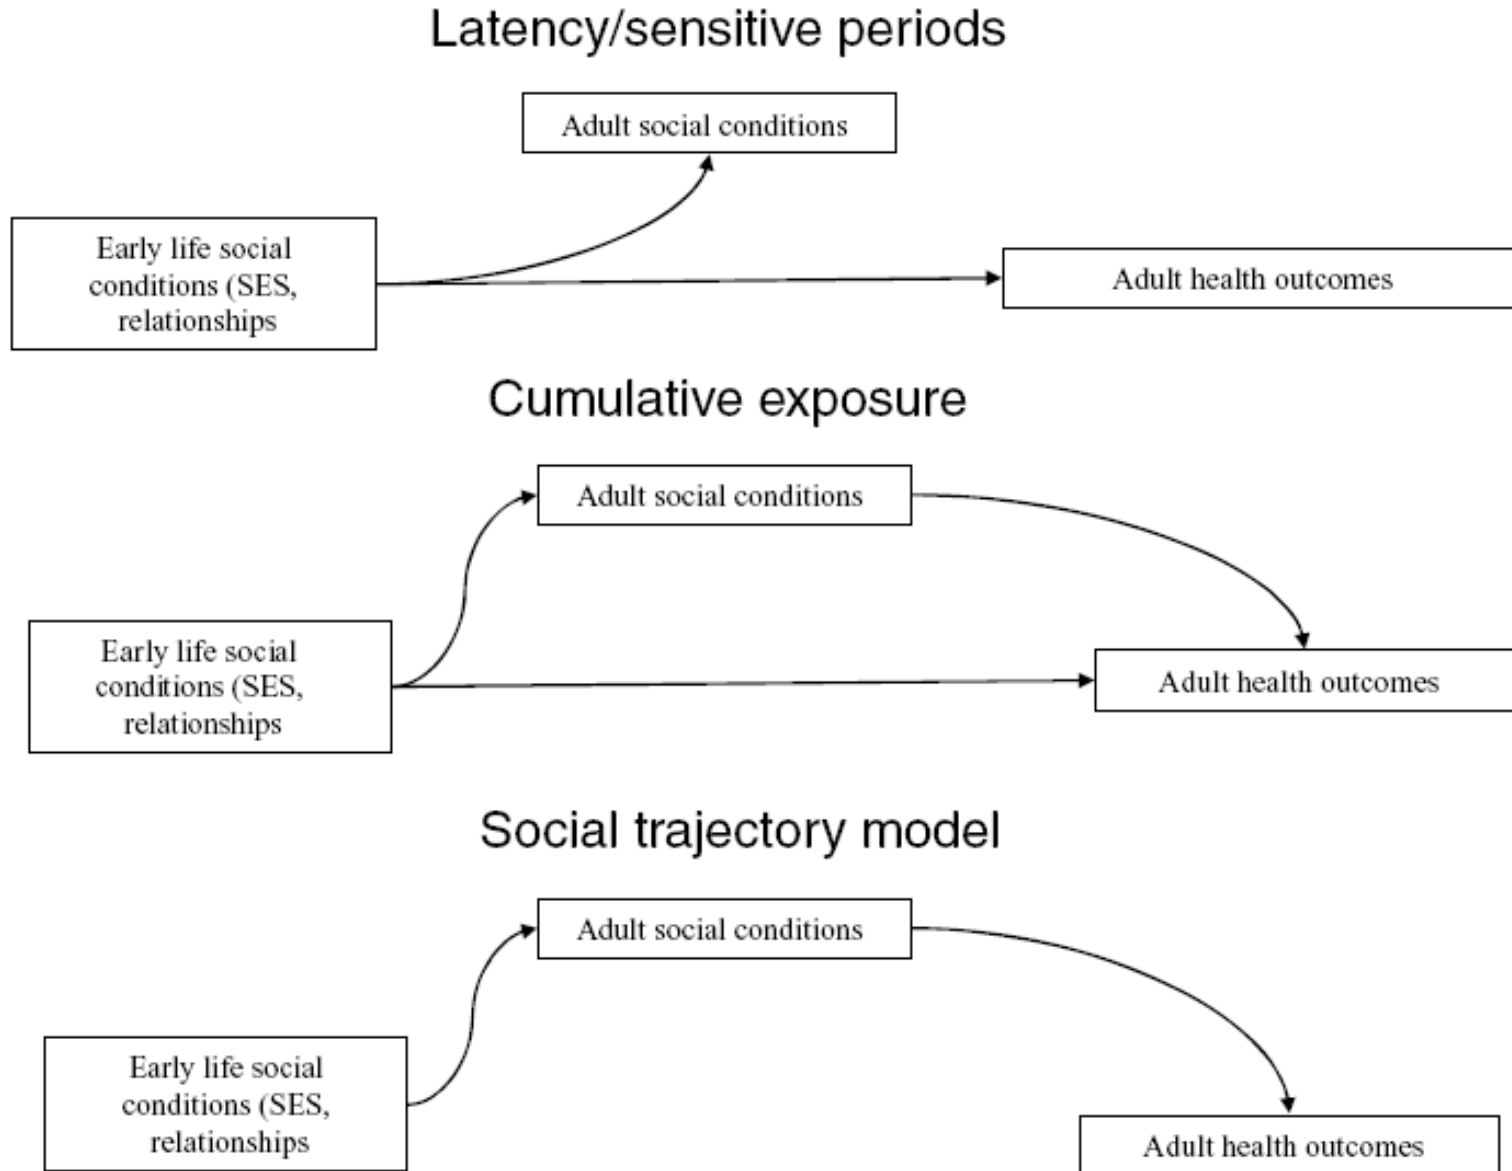 Latency/sensitive periods
Adult social conditions
Early life social
conditions (SES,
relationships
Adult health outcomes
Cumulative exposure
Adult social conditions
Early life social
conditions (SES,
relationships
Adult health outcomes
Social trajectory model
Adult social conditions
Early life social
conditions (SES,
relationships
Adult health outcomes